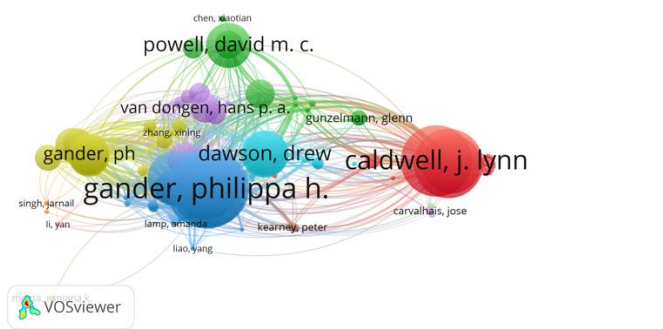 chen, xiaotian
powell, david m. c.
van dongen, hans p. a.
gunzelmann, glenn
zhang, xining
gander, ph
dawson, drew
caldwell, j. lynn
gander, philippa h.
singh, jarnail
carvalhais, jose
li, yan
lamp, amanda
kearney, peter
liao, yang
VOSviewer